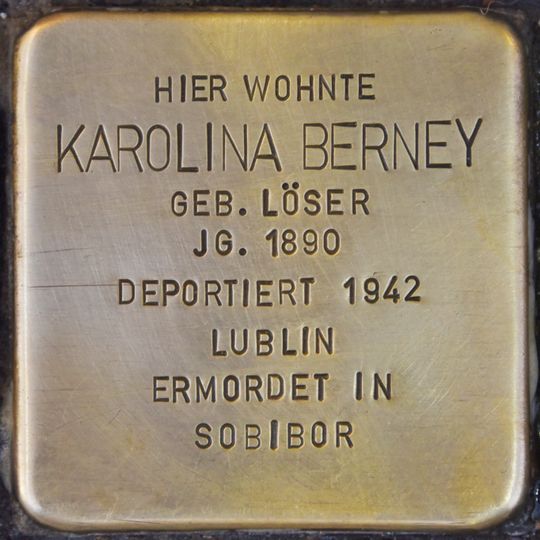 HIER WOHNTE
KAROLINA BERNEY
GEB. LÖSER
JG. 1890
DEPORTIERT 1942
LUBLIN
ERMORDET IN
SOBIBOR